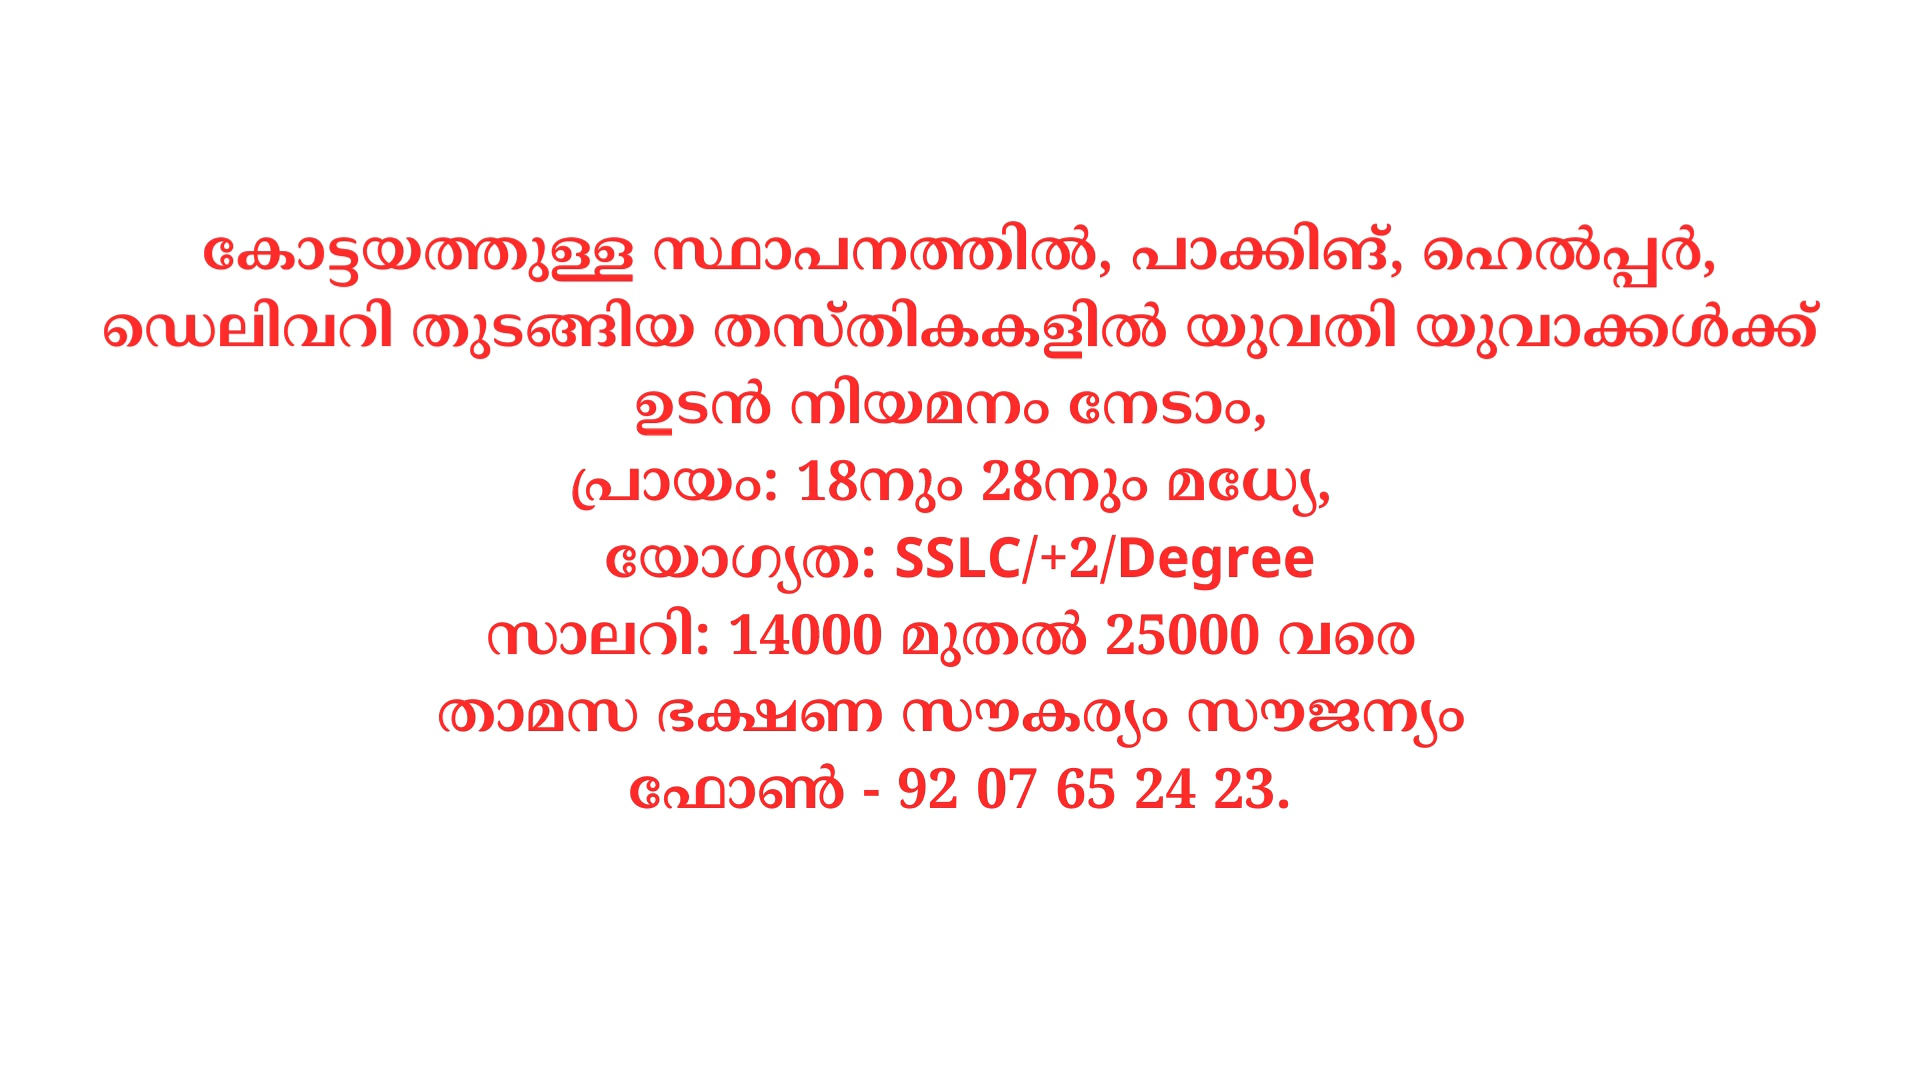 കോട്ടയത്തുള്ള സ്ഥാപനത്തിൽ, പാക്കിങ്, ഹെൽപ്പർ,
ഡെലിവറി തുടങ്ങിയ തസ്തികകളിൽ യുവതി യുവാക്കൾക്ക്
ഉടൻ നിയമനം നേടാം,
പ്രായം: 18നും 28നും മധ്യേ,
യോഗ്യത: SSLC/+2/Degree
സാലറി: 14000 മുതൽ 25000 വരെ
താമസ ഭക്ഷണ സൗകര്യം സൗജന്യം
ഫോൺ - 92 07 65 24 23.